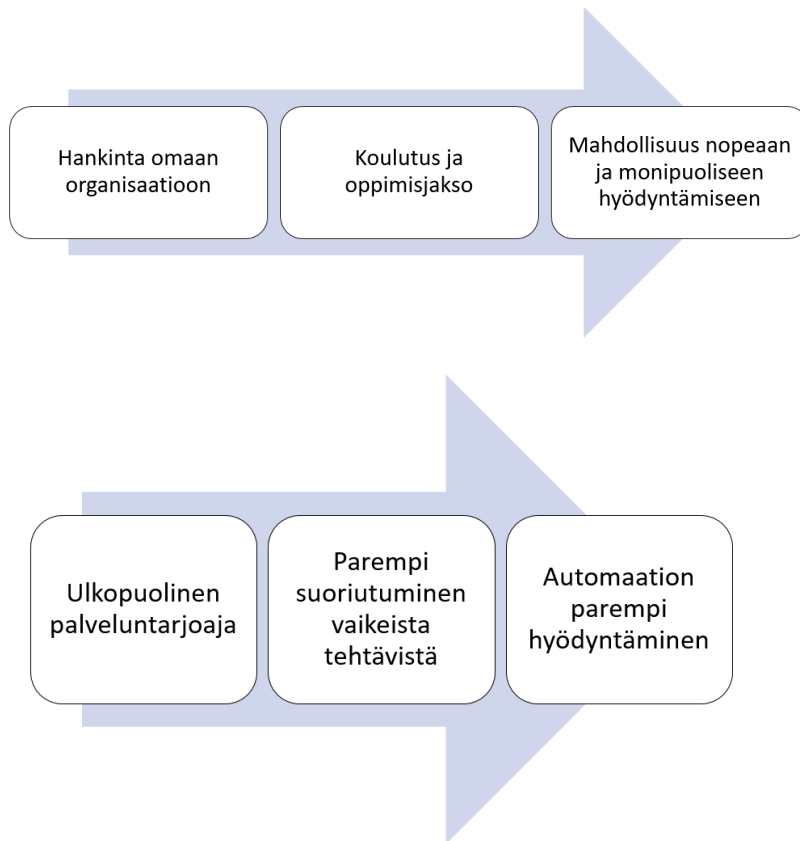 Hankinta omaan
organisaatioon
Koulutus ja
oppimisjakso
Mahdollisuus nopeaan
ja monipuoliseen
hyödyntämiseen
Ulkopuolinen
palveluntarjoaja
Parempi
suoriutuminen
vaikeista
tehtävistä
Automaation
parempi
hyödyntäminen